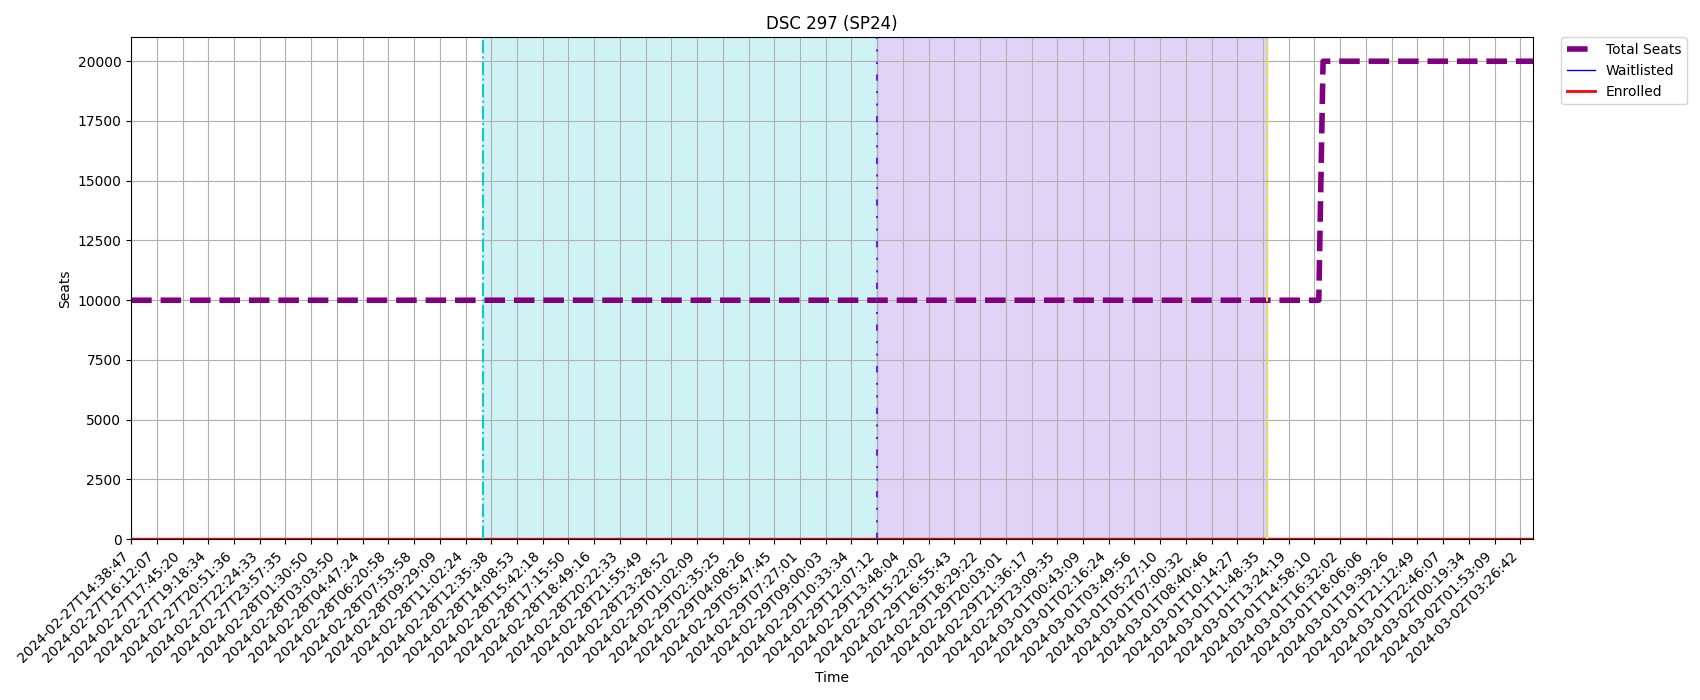 DSC 297 (SP24)
Total Seats
Waitlisted
Enrolled
Seats
20000
17500
15000
12500
10000
7500
5000
2500
0
2024-02-27T14:38:47
2024-02-27T16:12:07
2024-02-27T17:45:20
2024-02-27T19:18:34
2024-02-27T20:51:36
2024-02-27T22:24:33
2024-02-27T23:57:35
2024-02-28T01:30:50
2024-02-28T03:03:50
2024-02-28T04:47:24
2024-02-28T06:20:58
2024-02-28T07:53:58
2024-02-28T09:29:09
2024-02-28T11:02:24
2024-02-28T12:35:38
2024-02-28T14:08:53
2024-02-28T15:42:18
2024-02-28T17:15:50
2024-02-28T18:49:16
2024-02-28T20:22:33
2024-02-28T21:55:49
2024-02-28T23:28:52
2024-02-29T01:02:09
2024-02-29T02:35:25
2024-02-29T04:08:26
2024-02-29T05:47:45
2024-02-29T07:27:01
2024-02-29T09:00:03
2024-02-29T10:33:34
2024-02-29T12:07:12
2024-02-29T13:48:04
2024-02-29T15:22:02
2024-02-29T16:55:43
2024-02-29T18:29:22
2024-02-29T20:03:01
2024-02-29T21:36:17
2024-02-29T23:09:35
2024-03-01T00:43:09
2024-03-01T02:16:24
2024-03-01T03:49:56
2024-03-01T05:27:10
2024-03-01T07:00:32
2024-03-01T08:40:46
2024-03-01T10:14:27
2024-03-01T11:48:35
2024-03-01T13:24:19
2024-03-01T14:58:10
2024-03-01T16:32:02
2024-03-01T18:06:06
2024-03-01T19:39:26
2024-03-01T21:12:49
2024-03-01T22:46:07
2024-03-02T00:19:34
2024-03-02T01:53:09
2024-03-02T03:26:42
Time